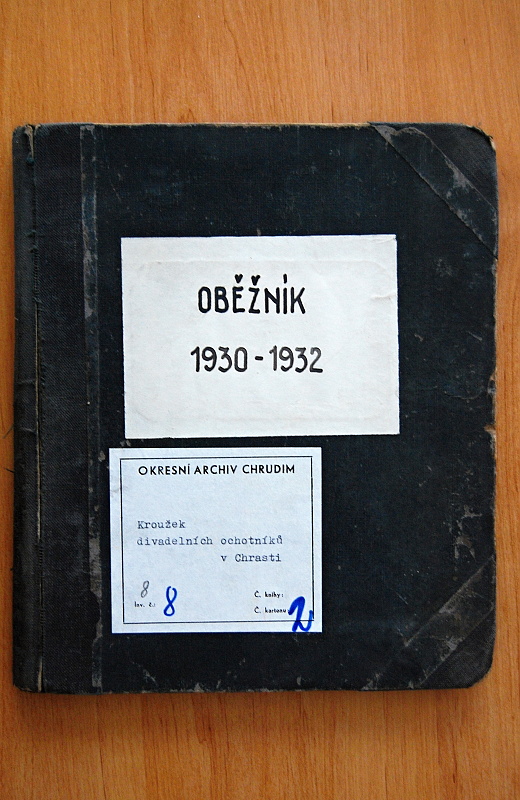 OBĚŽNÍK
1930 - 1932
OKRESNÍ ARCHIV CHRUDIM
Kroužek
divadelních ochotníků
v Chrasti
8
Inv. č.: 8
Č. knihy:
Č. kartonu: 2